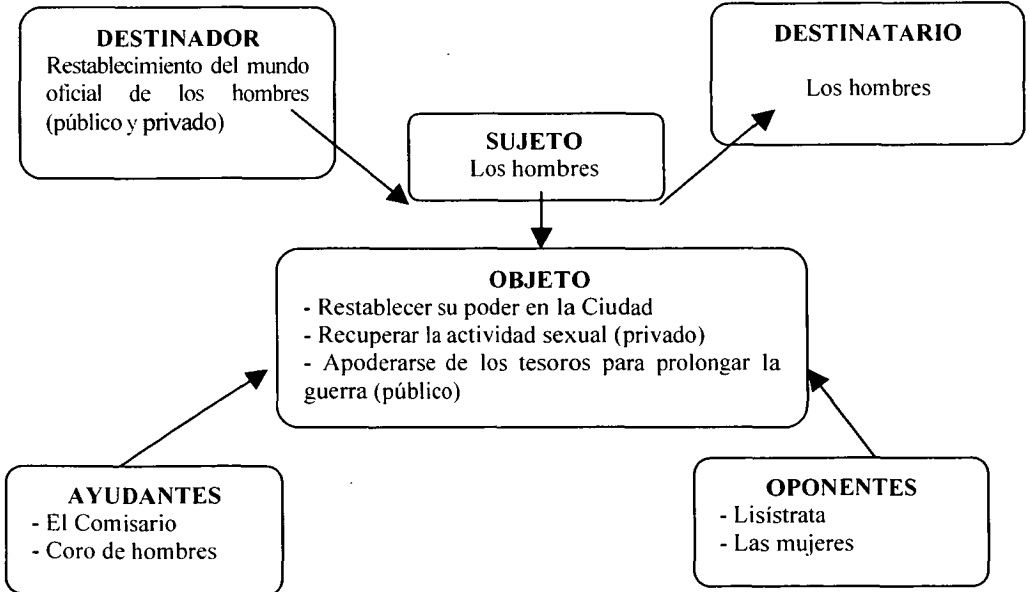 DESTINADOR
Restablecimiento del mundo
oficial de los hombres
(público y privado)
DESTINATARIO
Los hombres
SUJETO
Los hombres
OBJETO
- Restablecer su poder en la Ciudad
- Recuperar la actividad sexual (privado)
- Apoderarse de los tesoros para prolongar la
guerra (público)
AYUDANTES
- El Comisario
- Coro de hombres
OPONENTES
- Lisístrata
- Las mujeres